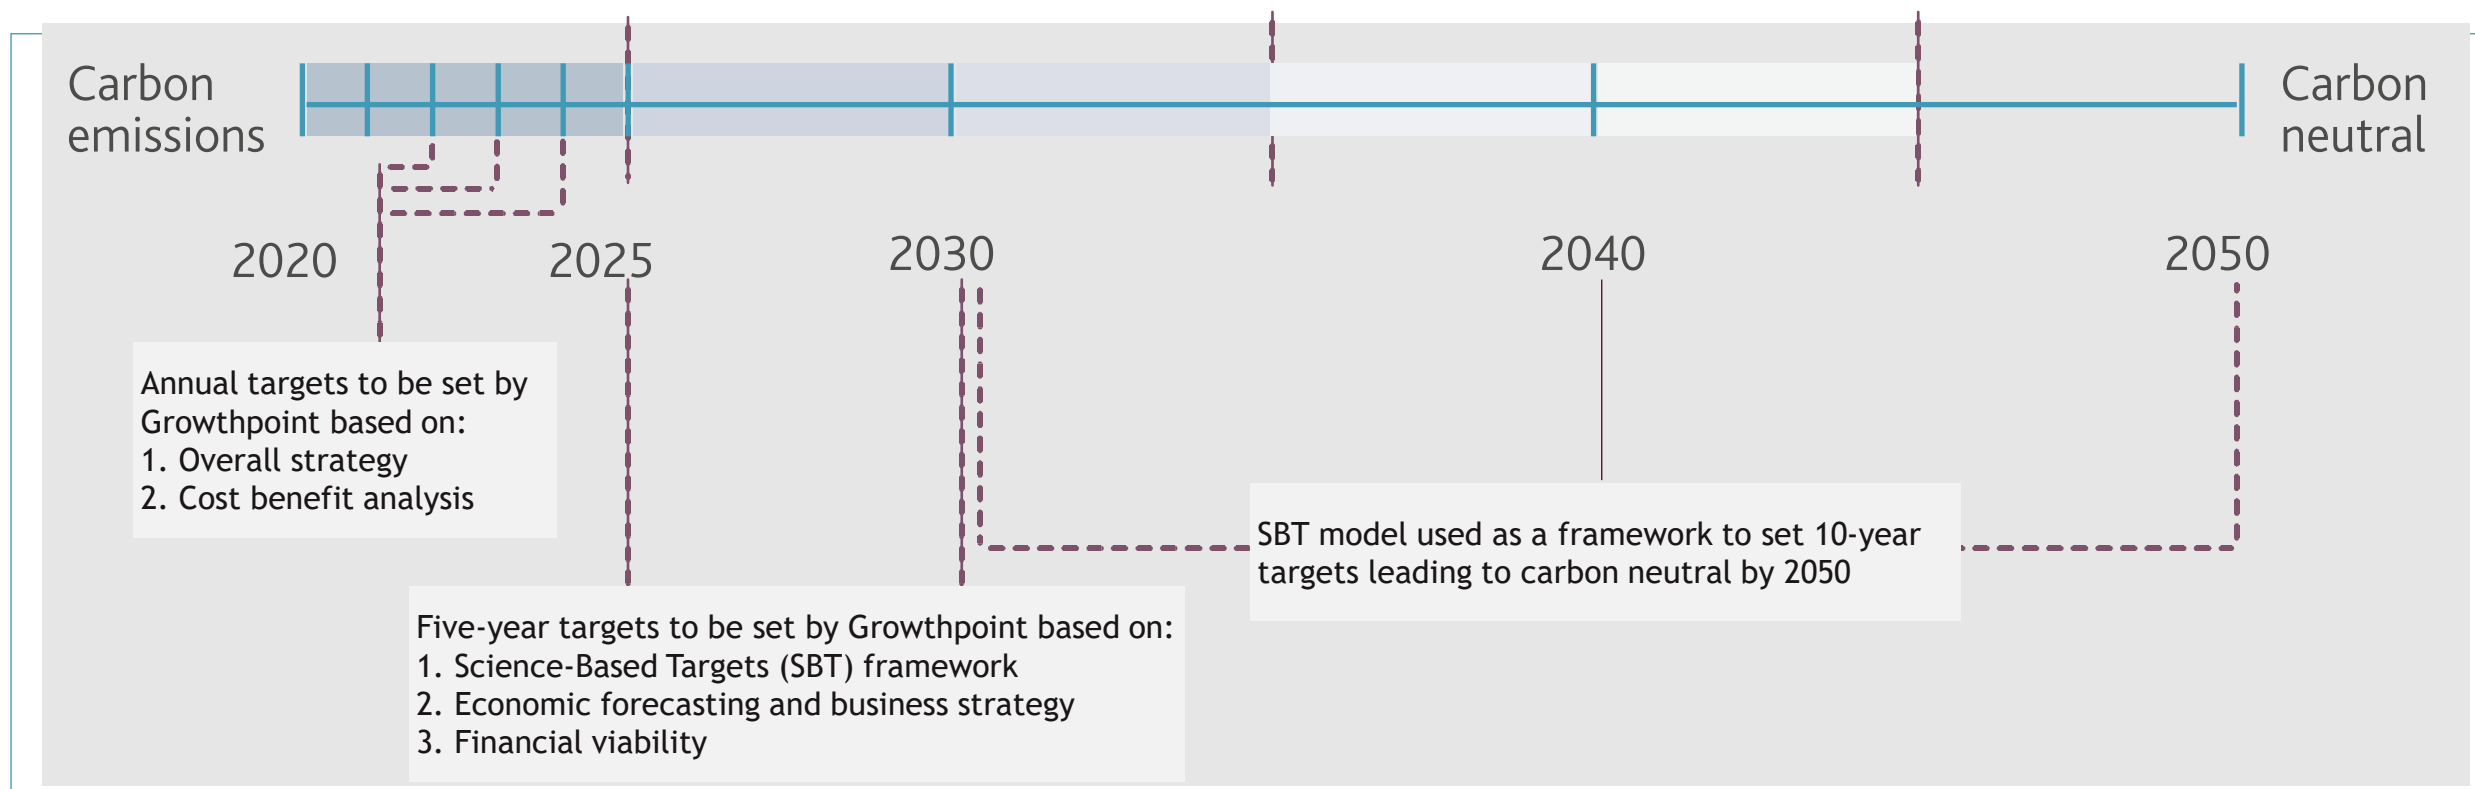 Carbon
emissions
Carbon
neutral
2020
2025
2030
2040
2050
Annual targets to be set by
Growthpoint based on:
1. Overall strategy
2. Cost benefit analysis
SBT model used as a framework to set 10-year
targets leading to carbon neutral by 2050
Five-year targets to be set by Growthpoint based on:
1. Science-Based Targets (SBT) framework
2. Economic forecasting and business strategy
3. Financial viability